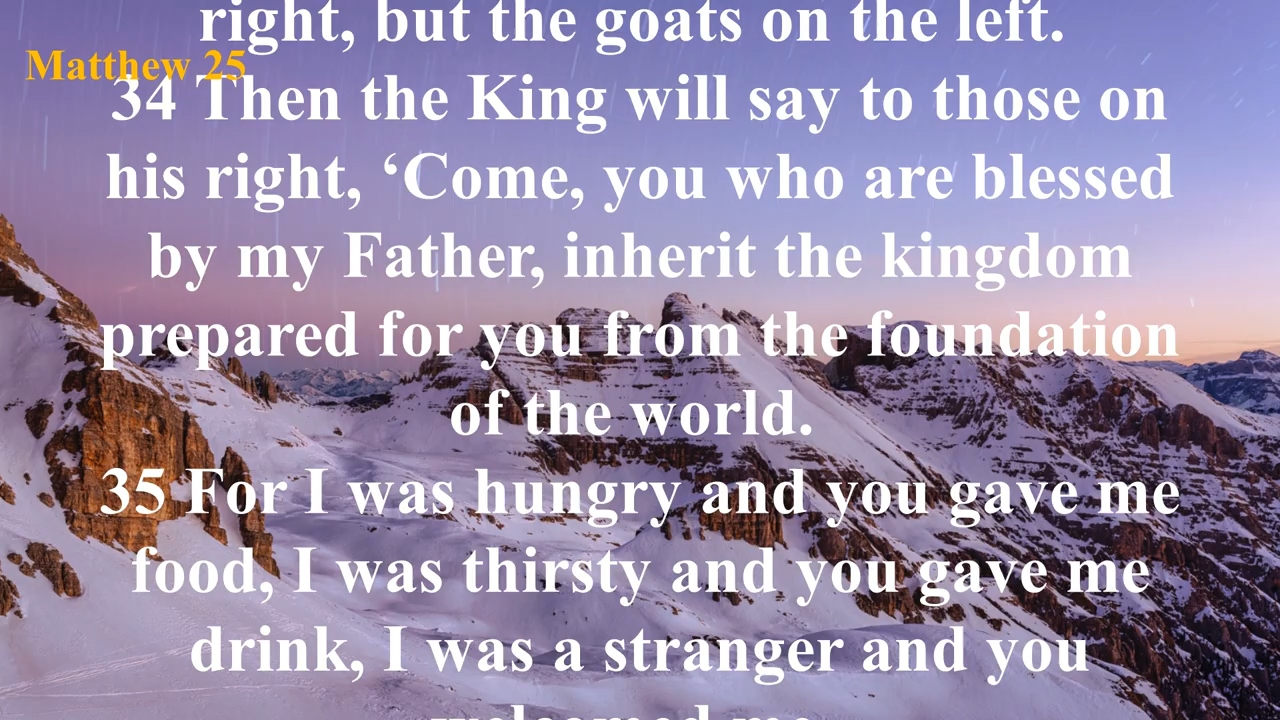 right, but the goats on the left.
Matthew 25
34 Then the King will say to those on
his right, ‘Come, you who are blessed
by my Father, inherit the kingdom
prepared for you from the foundation
of the world.
35 For I was hungry and you gave me
food, I was thirsty and you gave me
drink, I was a stranger and you
welcomed me